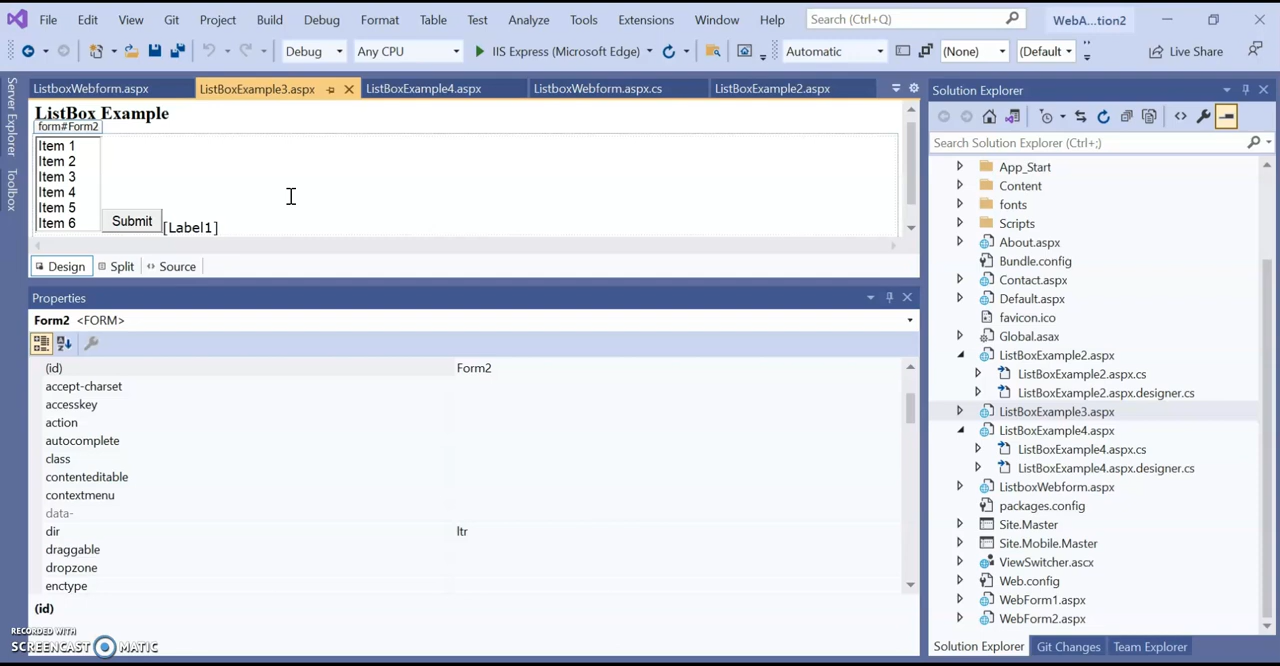 File Edit View Git Project Build Debug Format Table Test Analyze Tools Extensions Window Help Search (Ctrl+Q) WebA...tion2
Debug Any CPU IIS Express (Microsoft Edge) Automatic (None) (Default Live Share
Server Explorer
Toolbox
ListboxWebform.aspx ListBoxExample3.aspx ListBoxExample4.aspx ListboxWebform.aspx.cs ListBoxExample2.aspx
ListBox Example
form#Form2
Item 1
Item 2
Item 3
Item 4
Item 5
Item 6
Submit [Label1]
Design Split Source
Properties
Form2 <FORM>
(id) Form2
accept-charset
accesskey
action
autocomplete
class
contenteditable
contextmenu
data-
dir ltr
draggable
dropzone
enctype
(id)
RECORDED WITH
SCREENCAST MATIC
Solution Explorer
Search Solution Explorer (Ctrl+;)
App_Start
Content
fonts
Scripts
About.aspx
Bundle.config
Contact.aspx
Default.aspx
favicon.ico
Global.asax
ListBoxExample2.aspx
ListBoxExample2.aspx.cs
ListBoxExample2.aspx.designer.cs
ListBoxExample3.aspx
ListBoxExample4.aspx
ListBoxExample4.aspx.cs
ListBoxExample4.aspx.designer.cs
ListboxWebform.aspx
packages.config
Site.Master
Site.Mobile.Master
ViewSwitcher.ascx
Web.config
WebForm1.aspx
WebForm2.aspx
Solution Explorer Git Changes Team Explorer